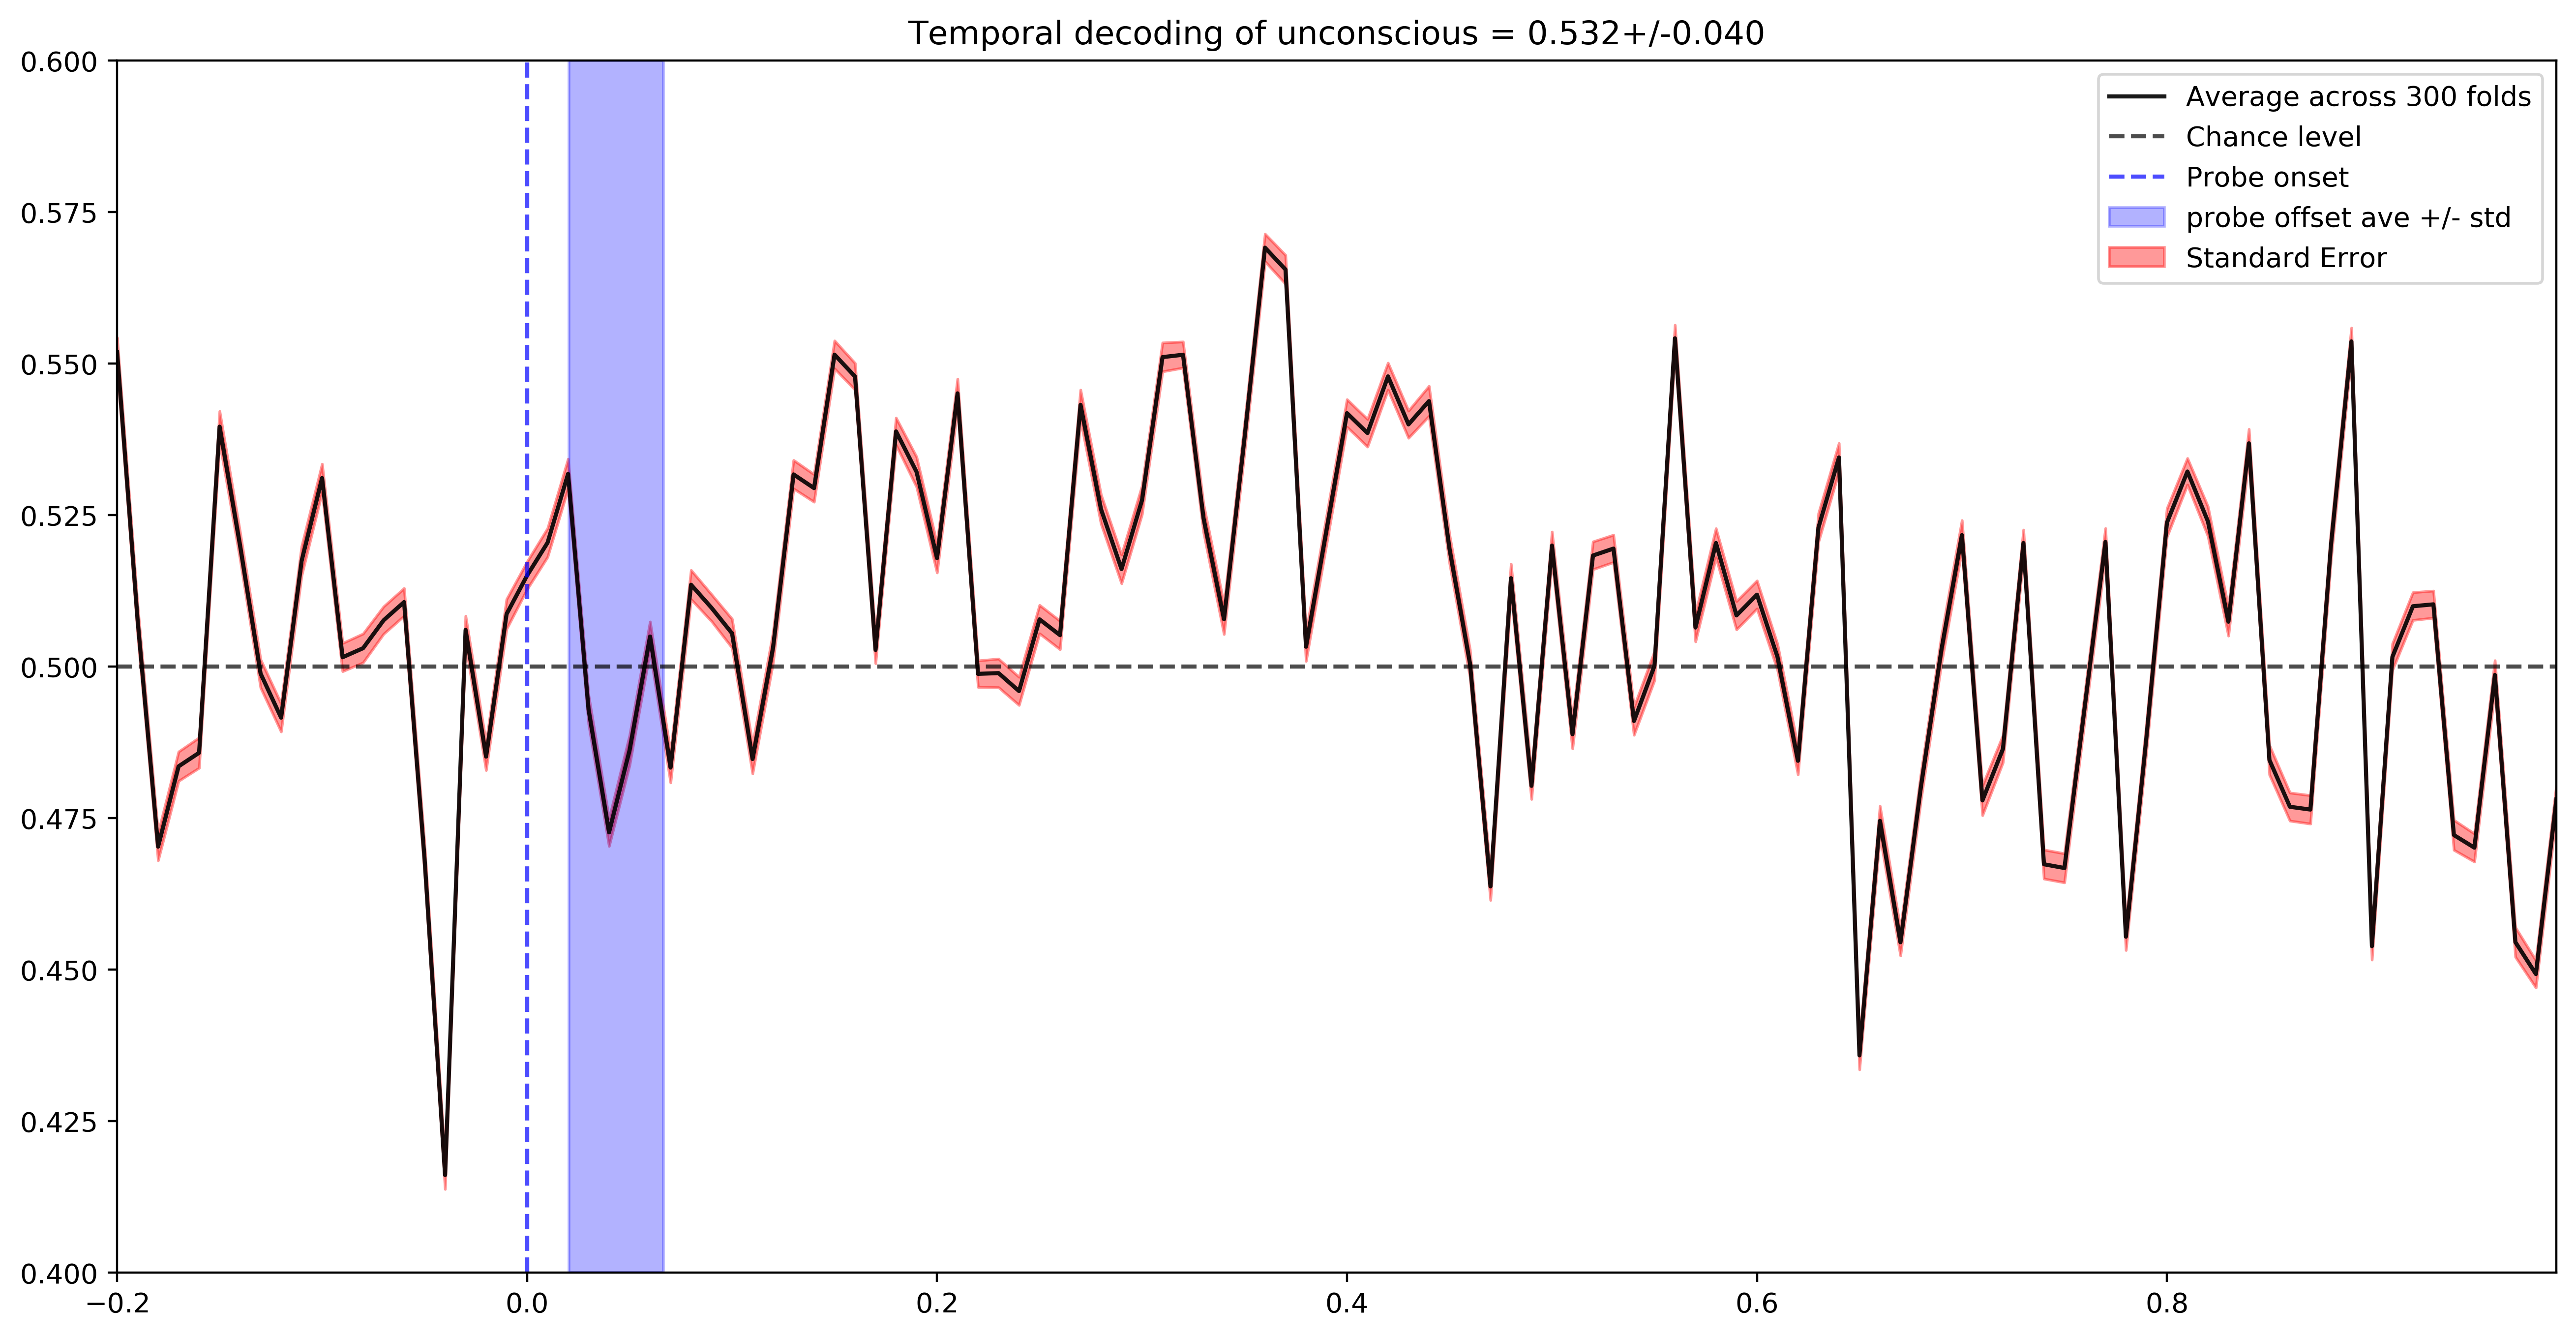 Temporal decoding of unconscious = 0.532+/-0.040
0.600
0.575
0.550
0.525
0.500
0.475
0.450
0.425
0.400
−0.2
0.0
0.2
0.4
0.6
0.8
Average across 300 folds
Chance level
Probe onset
probe offset ave +/- std
Standard Error